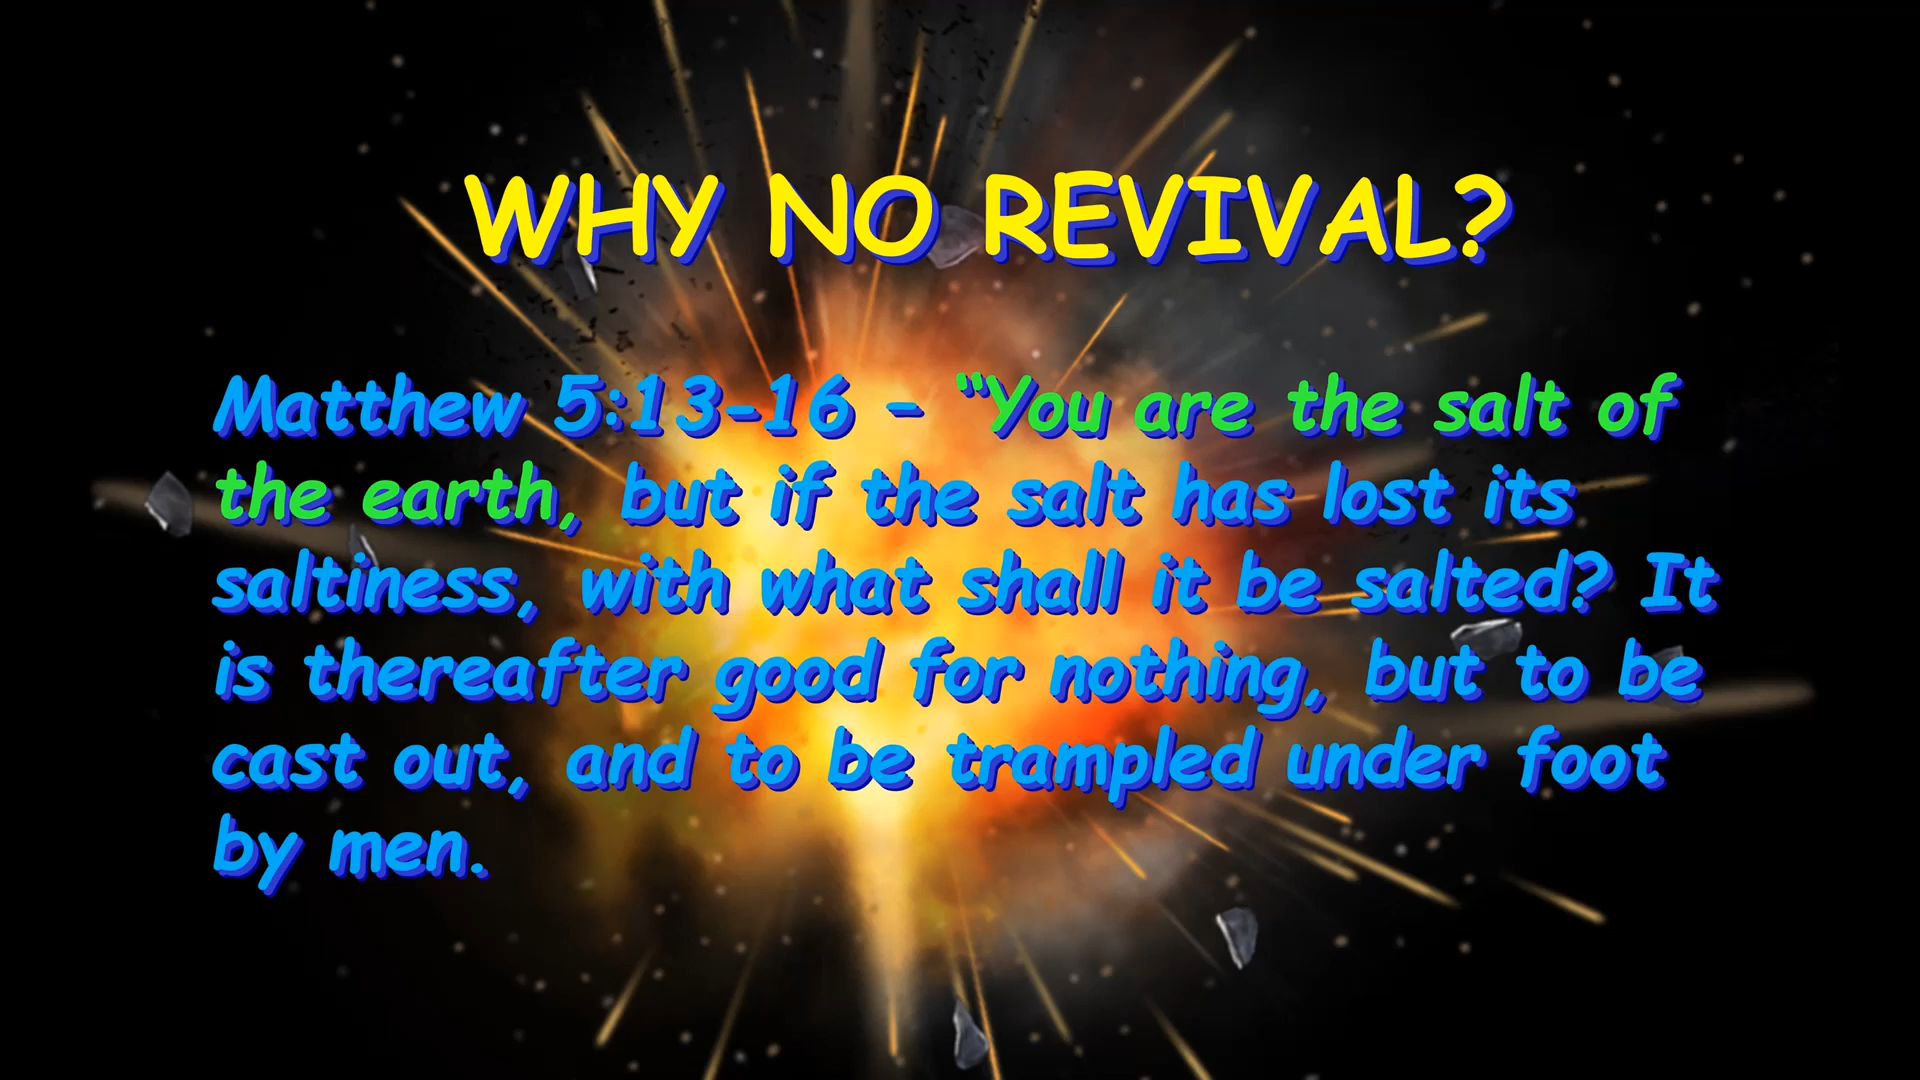 WHY NO REVIVAL?
Matthew 5:13-16 - “You are the salt of
the earth, but if the salt has lost its
saltiness, with what shall it be salted? It
is thereafter good for nothing, but to be
cast out, and to be trampled under foot
by men.